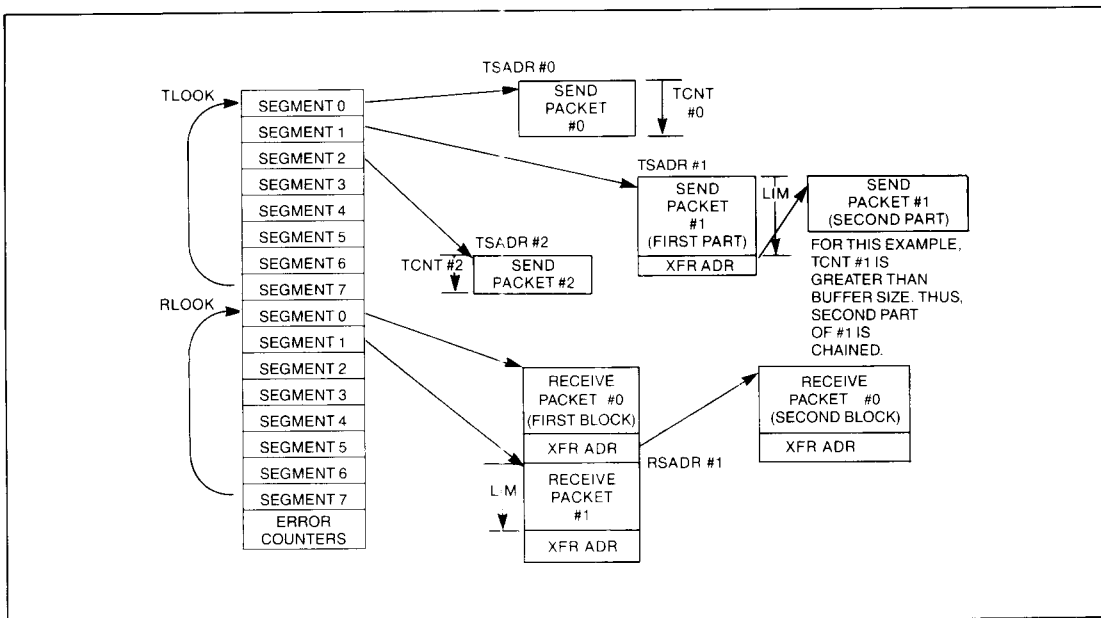 TLOOK
SEGMENT 0
SEGMENT 1
SEGMENT 2
SEGMENT 3
SEGMENT 4
SEGMENT 5
SEGMENT 6
SEGMENT 7
RLOOK
SEGMENT 0
SEGMENT 1
SEGMENT 2
SEGMENT 3
SEGMENT 4
SEGMENT 5
SEGMENT 6
SEGMENT 7
ERROR
COUNTERS
TSADR #0
SEND
PACKET
#0
TCNT
#0
TSADR #1
SEND
PACKET
#1
(FIRST PART)
XFR ADR
LIM
SEND
PACKET #1
(SECOND PART)
FOR THIS EXAMPLE,
TCNT #1 IS
GREATER THAN
BUFFER SIZE. THUS,
SECOND PART
OF #1 IS
CHAINED.
TSADR #2
TCNT #2
SEND
PACKET #2
RECEIVE
PACKET #0
(FIRST BLOCK)
XFR ADR
RSADR #1
LIM
RECEIVE
PACKET
#1
XFR ADR
RECEIVE
PACKET #0
(SECOND BLOCK)
XFR ADR